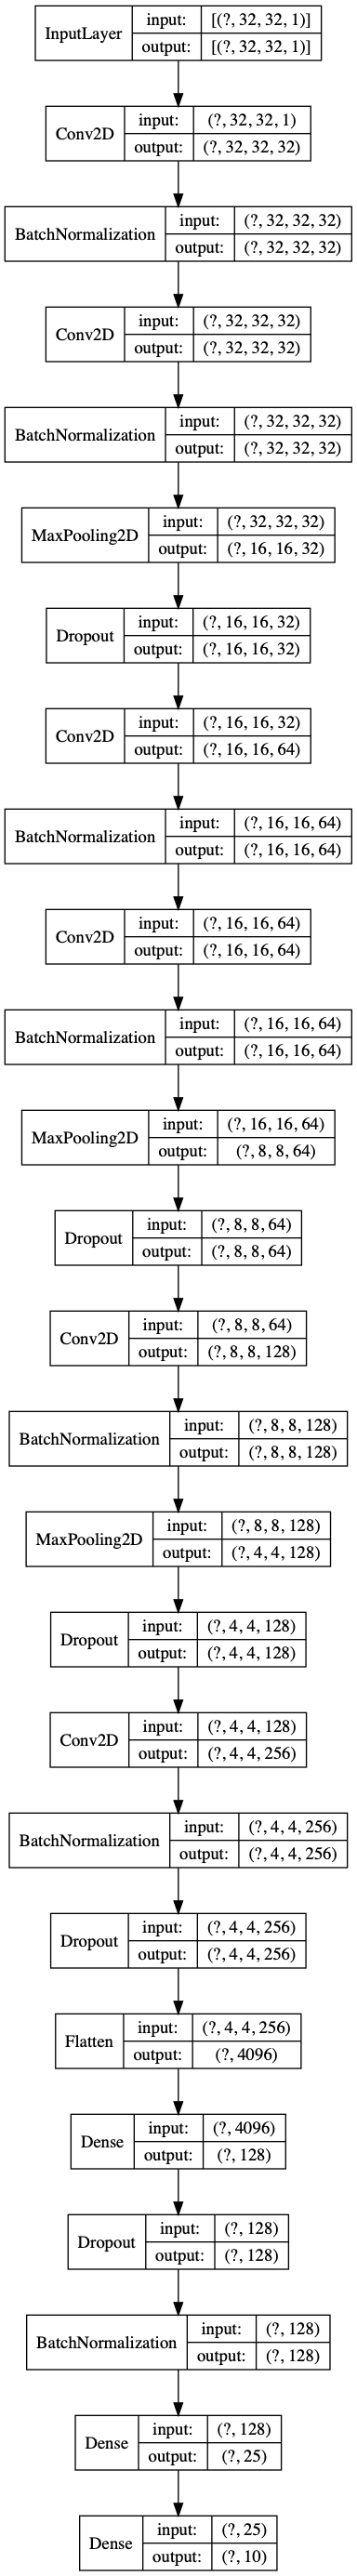 InputLayer input: [(?, 32, 32, 1)]
output: [(?, 32, 32, 1)]
Conv2D input: (?, 32, 32, 1)
output: (?, 32, 32, 32)
BatchNormalization input: (?, 32, 32, 32)
output: (?, 32, 32, 32)
Conv2D input: (?, 32, 32, 32)
output: (?, 32, 32, 32)
BatchNormalization input: (?, 32, 32, 32)
output: (?, 32, 32, 32)
MaxPooling2D input: (?, 32, 32, 32)
output: (?, 16, 16, 32)
Dropout input: (?, 16, 16, 32)
output: (?, 16, 16, 32)
Conv2D input: (?, 16, 16, 32)
output: (?, 16, 16, 64)
BatchNormalization input: (?, 16, 16, 64)
output: (?, 16, 16, 64)
Conv2D input: (?, 16, 16, 64)
output: (?, 16, 16, 64)
BatchNormalization input: (?, 16, 16, 64)
output: (?, 16, 16, 64)
MaxPooling2D input: (?, 16, 16, 64)
output: (?, 8, 8, 64)
Dropout input: (?, 8, 8, 64)
output: (?, 8, 8, 64)
Conv2D input: (?, 8, 8, 64)
output: (?, 8, 8, 128)
BatchNormalization input: (?, 8, 8, 128)
output: (?, 8, 8, 128)
MaxPooling2D input: (?, 8, 8, 128)
output: (?, 4, 4, 128)
Dropout input: (?, 4, 4, 128)
output: (?, 4, 4, 128)
Conv2D input: (?, 4, 4, 128)
output: (?, 4, 4, 256)
BatchNormalization input: (?, 4, 4, 256)
output: (?, 4, 4, 256)
Dropout input: (?, 4, 4, 256)
output: (?, 4, 4, 256)
Flatten input: (?, 4, 4, 256)
output: (?, 4096)
Dense input: (?, 4096)
output: (?, 128)
Dropout input: (?, 128)
output: (?, 128)
BatchNormalization input: (?, 128)
output: (?, 128)
Dense input: (?, 128)
output: (?, 25)
Dense input: (?, 25)
output: (?, 10)